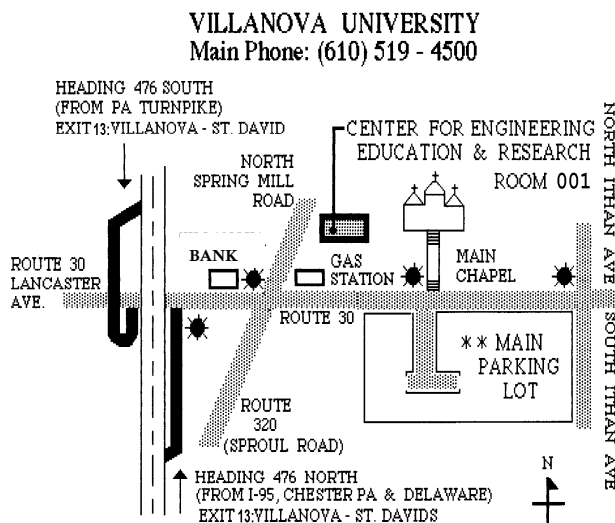 VILLANOVA UNIVERSITY
Main Phone: (610) 519 - 4500
HEADING 476 SOUTH
(FROM PA TURNPIKE)
EXIT 13:VILLANOVA - ST. DAVID
CENTER FOR ENGINEERING
EDUCATION & RESEARCH
ROOM 001
NORTH
SPRING MILL
ROAD
NORTH ITHAN AVE
BANK
GAS
STATION
MAIN
CHAPEL
ROUTE 30
LANCASTER
AVE.
ROUTE 30
** MAIN
PARKING
LOT
SOUTH ITHAN AVE
ROUTE
320
(SPROUL ROAD)
HEADING 476 NORTH
(FROM I-95, CHESTER PA & DELAWARE)
EXIT 13:VILLANOVA - ST. DAVIDS
N